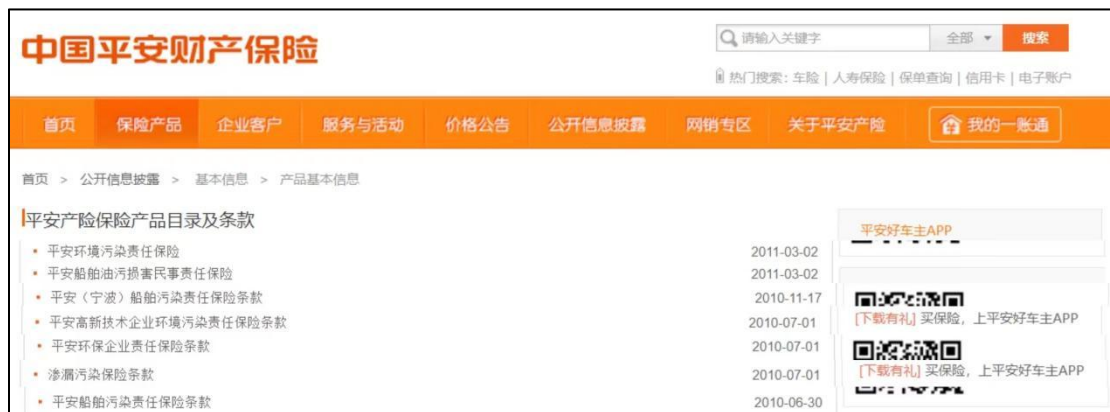 中国平安财产保险
请输入关键字 全部 搜索
热门搜索：车险 | 人寿保险 | 保单查询 | 信用卡 | 电子账户
首页 保险产品 企业客户 服务与活动 价格公告 公开信息披露 网销专区 关于平安产险 我的一账通
首页 > 公开信息披露 > 基本信息 > 产品基本信息
平安产险保险产品目录及条款
• 平安环境污染责任保险 2011-03-02
• 平安船舶油污损害民事责任保险 2011-03-02
• 平安（宁波）船舶污染责任保险条款 2010-11-17
• 平安高新技术企业环境污染责任保险条款 2010-07-01
• 平安环保企业责任保险条款 2010-07-01
• 渗漏污染保险条款 2010-07-01
• 平安船舶污染责任保险条款 2010-06-30
平安好车主APP
[下载有礼] 买保险，上平安好车主APP
[下载有礼] 买保险，上平安好车主APP